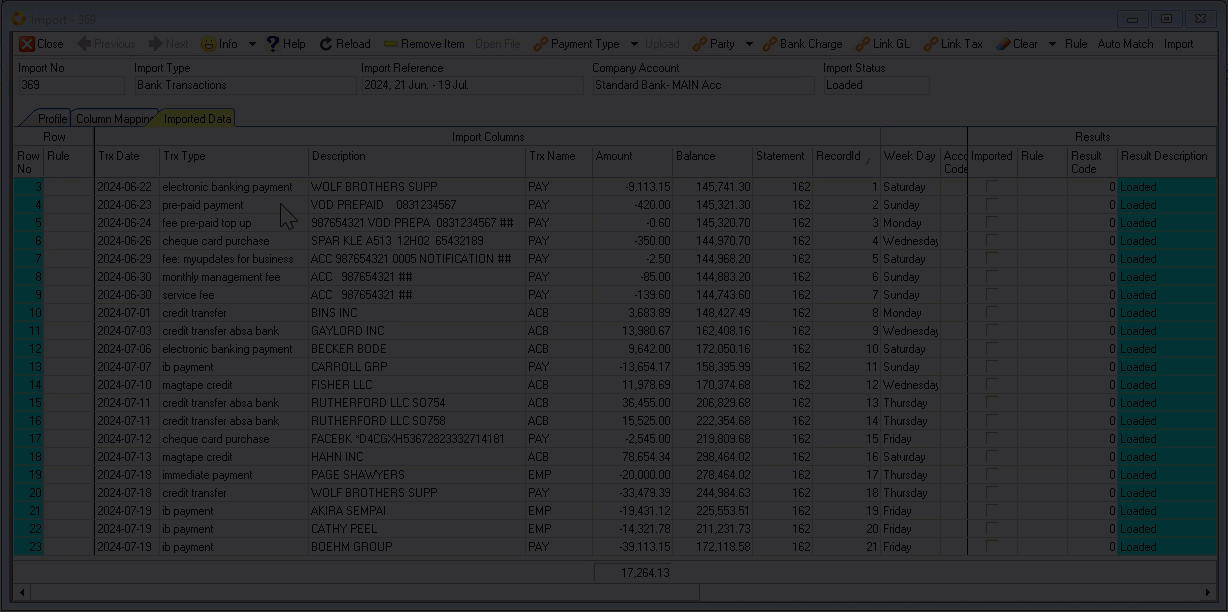 Import - 369
Close Previous Next Info Help Reload Remove Item Open File Payment Type Upload Party Bank Charge Link GL Link Tax Clear Rule Auto Match Import
Import No Import Type Import Reference Company Account Import Status
369 Bank Transactions 2024, 21 Jun. - 19 Jul. Standard Bank- MAIN Acc Loaded
Profile Column Mapping Imported Data
Row Import Columns Results
Row No Rule Trx Date Trx Type Description Trx Name Amount Balance Statement RecordId Week Day Acco Code Imported Rule Result Code Result Description
3 2024-06-22 electronic banking payment WOLF BROTHERS SUPP PAY -9,113.15 145,741.30 162 1 Saturday 0 Loaded
4 2024-06-23 pre-paid payment VOD PREPAID 0831234567 PAY -420.00 145,321.30 162 2 Sunday 0 Loaded
5 2024-06-24 fee pre-paid top up 987654321 VOD PREPA 0831234567 ## PAY -0.60 145,320.70 162 3 Monday 0 Loaded
6 2024-06-26 cheque card purchase SPAR KLE A513 12H02 65432189 PAY -350.00 144,970.70 162 4 Wednesday 0 Loaded
7 2024-06-29 fee: myupdates for business ACC 987654321 0005 NOTIFICATION ## PAY -2.50 144,968.20 162 5 Saturday 0 Loaded
8 2024-06-30 monthly management fee ACC 987654321 ## PAY -85.00 144,883.20 162 6 Sunday 0 Loaded
9 2024-06-30 service fee ACC 987654321 ## PAY -139.60 144,743.60 162 7 Sunday 0 Loaded
10 2024-07-01 credit transfer BINS INC ACB 3,683.89 148,427.49 162 8 Monday 0 Loaded
11 2024-07-03 credit transfer absa bank GAYLORD INC ACB 13,980.67 162,408.16 162 9 Wednesday 0 Loaded
12 2024-07-06 electronic banking payment BECKER BODE ACB 9,642.00 172,050.16 162 10 Saturday 0 Loaded
13 2024-07-07 ib payment CARROLL GRP PAY -13,654.17 158,395.99 162 11 Sunday 0 Loaded
14 2024-07-10 magtape credit FISHER LLC ACB 11,978.69 170,374.68 162 12 Wednesday 0 Loaded
15 2024-07-11 credit transfer absa bank RUTHERFORD LLC SO754 ACB 36,455.00 206,829.68 162 13 Thursday 0 Loaded
16 2024-07-11 credit transfer absa bank RUTHERFORD LLC SO758 ACB 15,525.00 222,354.68 162 14 Thursday 0 Loaded
17 2024-07-12 cheque card purchase FACEBK *D4CGXH53672823332714181 PAY -2,545.00 219,809.68 162 15 Friday 0 Loaded
18 2024-07-13 magtape credit HAHN INC ACB 78,654.34 298,464.02 162 16 Saturday 0 Loaded
19 2024-07-18 immediate payment PAGE SHAWYERS EMP -20,000.00 278,464.02 162 17 Thursday 0 Loaded
20 2024-07-18 credit transfer WOLF BROTHERS SUPP PAY -33,479.39 244,984.63 162 18 Thursday 0 Loaded
21 2024-07-19 ib payment AKIRA SEMPAI EMP -19,431.12 225,553.51 162 19 Friday 0 Loaded
22 2024-07-19 ib payment CATHY PEEL EMP -14,321.78 211,231.73 162 20 Friday 0 Loaded
23 2024-07-19 ib payment BOEHM GROUP PAY -39,113.15 172,118.58 162 21 Friday 0 Loaded
17,264.13